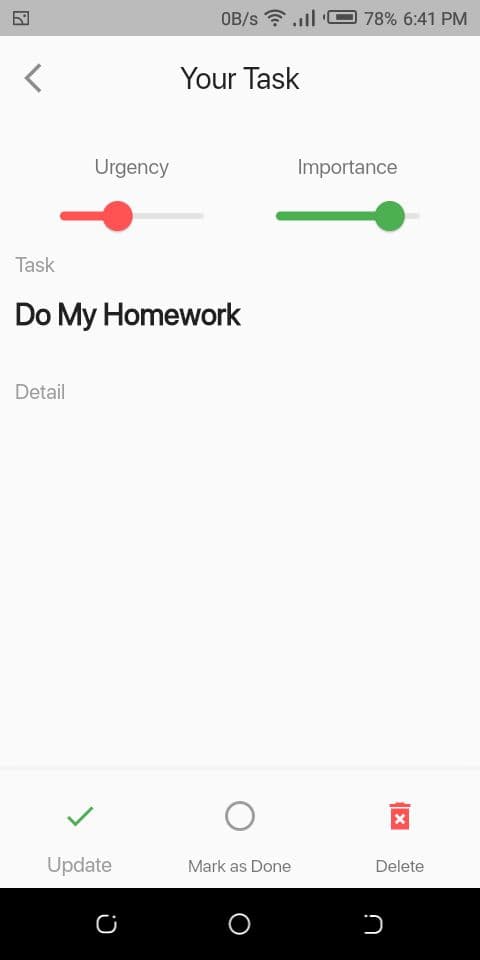 0B/s 78% 6:41 PM
Your Task
Urgency Importance
Task
Do My Homework
Detail
Update Mark as Done Delete